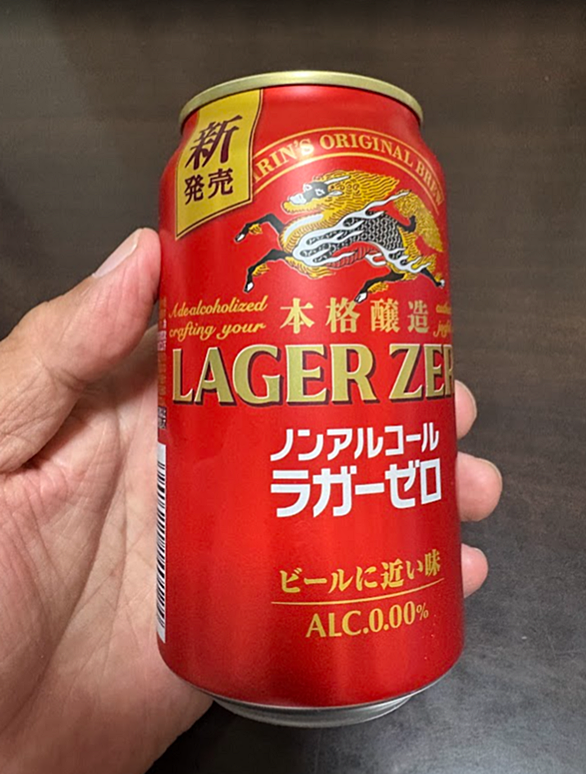 新
発売
RIN'S ORIGINAL BREW
A dealcoholized
crafting your
本格醸造
LAGER ZER
ノンアルコール
ラガーゼロ
ビールに近い味
ALC.0.00%